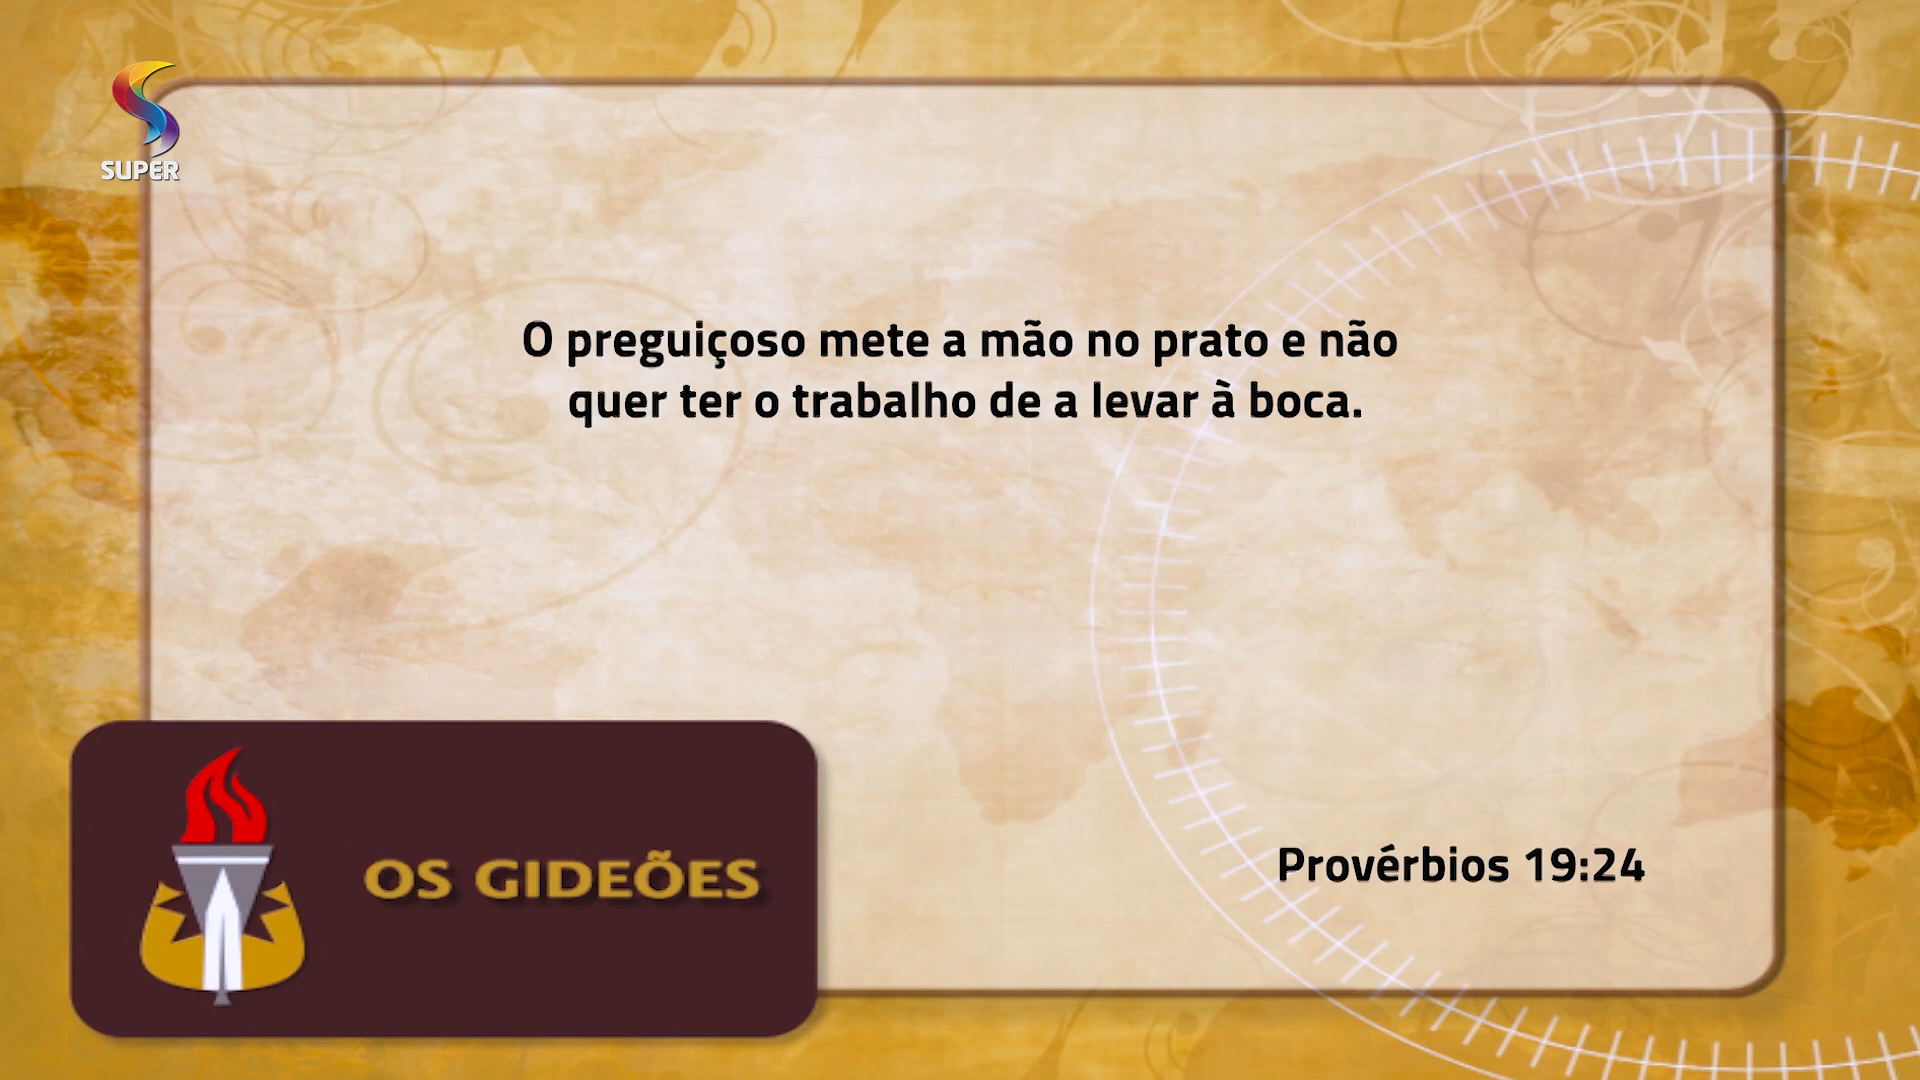 SUPER
O preguiçoso mete a mão no prato e não
quer ter o trabalho de a levar à boca.
OS GIDEÕES
Provérbios 19:24